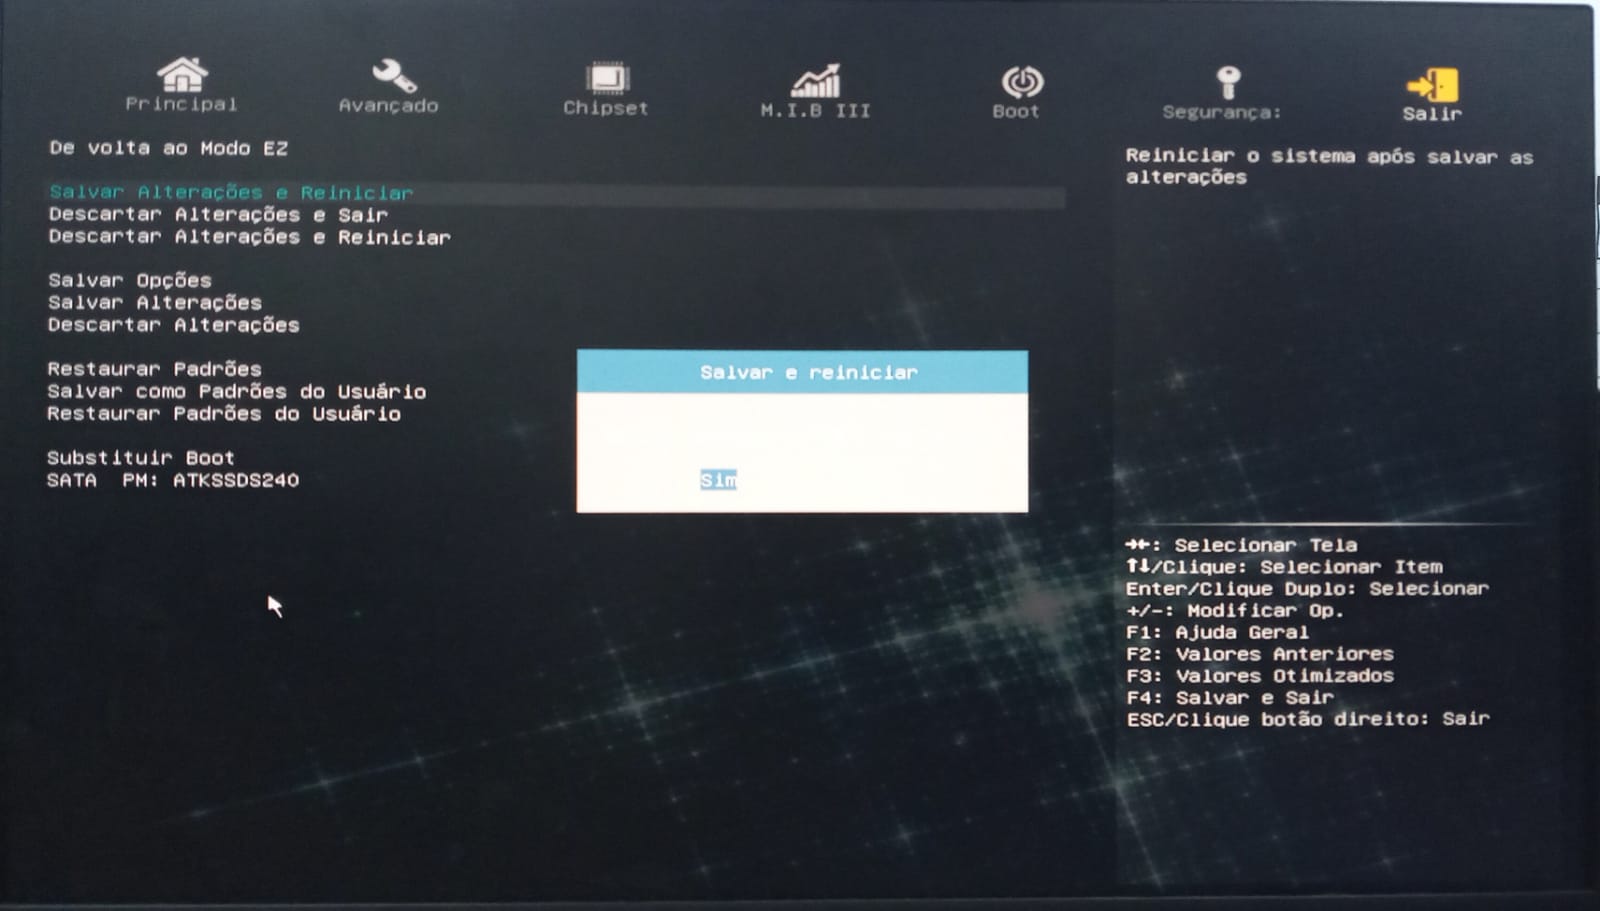 Principal
Avançado
Chipset
M.I.B III
Boot
Segurança:
Salir
De volta ao Modo EZ
Salvar Alterações e Reiniciar
Descartar Alterações e Sair
Descartar Alterações e Reiniciar
Salvar Opções
Salvar Alterações
Descartar Alterações
Restaurar Padrões
Salvar como Padrões do Usuário
Restaurar Padrões do Usuário
Substituir Boot
SATA PM: ATKSSDS240
Salvar e reiniciar
Sim
Reiniciar o sistema após salvar as
alterações
→←: Selecionar Tela
↑↓/Clique: Selecionar Item
Enter/Clique Duplo: Selecionar
+/-: Modificar Op.
F1: Ajuda Geral
F2: Valores Anteriores
F3: Valores Otimizados
F4: Salvar e Sair
ESC/Clique botão direito: Sair